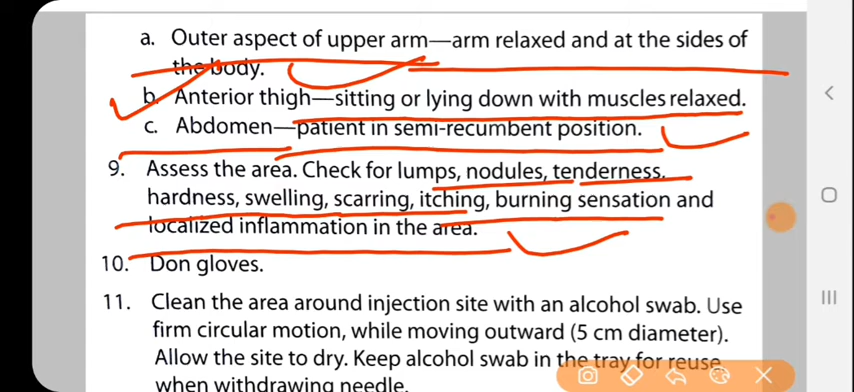 a. Outer aspect of upper arm—arm relaxed and at the sides of
the body.
b. Anterior thigh—sitting or lying down with muscles relaxed.
c. Abdomen—patient in semi-recumbent position.
9. Assess the area. Check for lumps, nodules, tenderness,
hardness, swelling, scarring, itching, burning sensation and
localized inflammation in the area.
10. Don gloves.
11. Clean the area around injection site with an alcohol swab. Use
firm circular motion, while moving outward (5 cm diameter).
Allow the site to dry. Keep alcohol swab in the tray for reuse
when withdrawing needle.